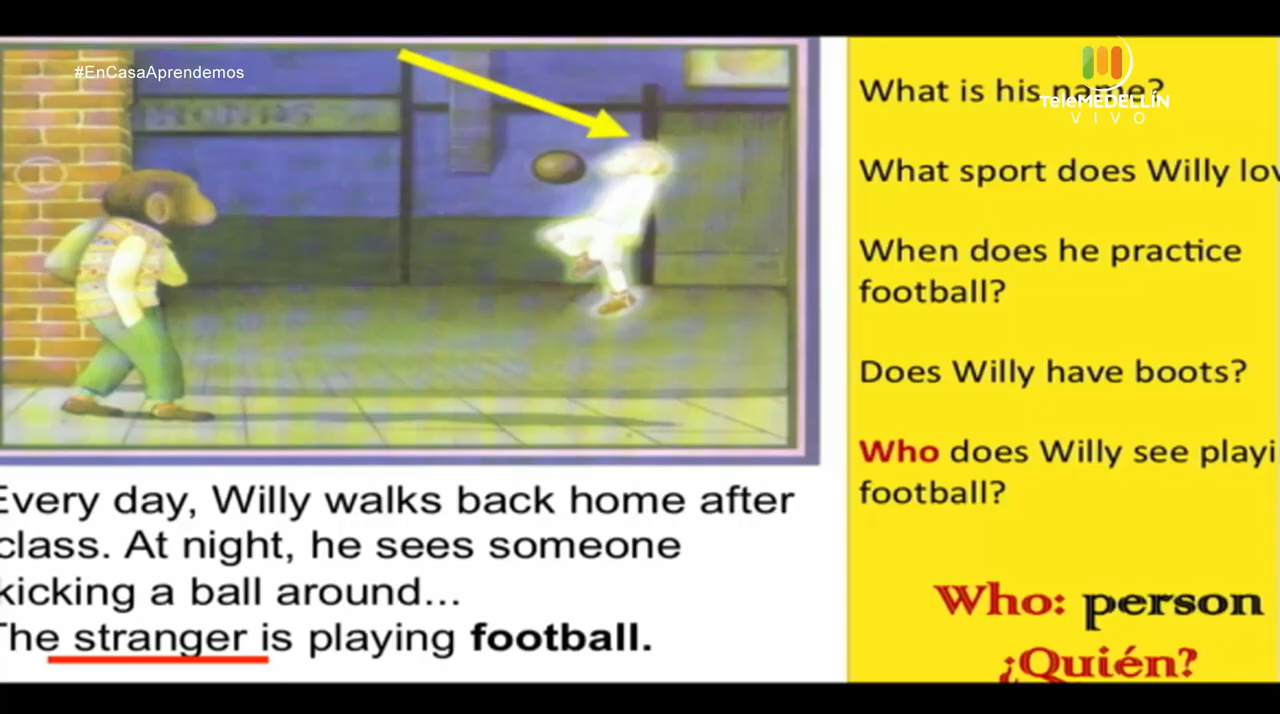 #EnCasaAprendemos
What is his name?
TeleMEDELLÍN
VIVO
What sport does Willy lov
When does he practice
football?
Does Willy have boots?
Who does Willy see playi
football?
Every day, Willy walks back home after
class. At night, he sees someone
kicking a ball around...
The stranger is playing football.
Who: person
¿Quién?